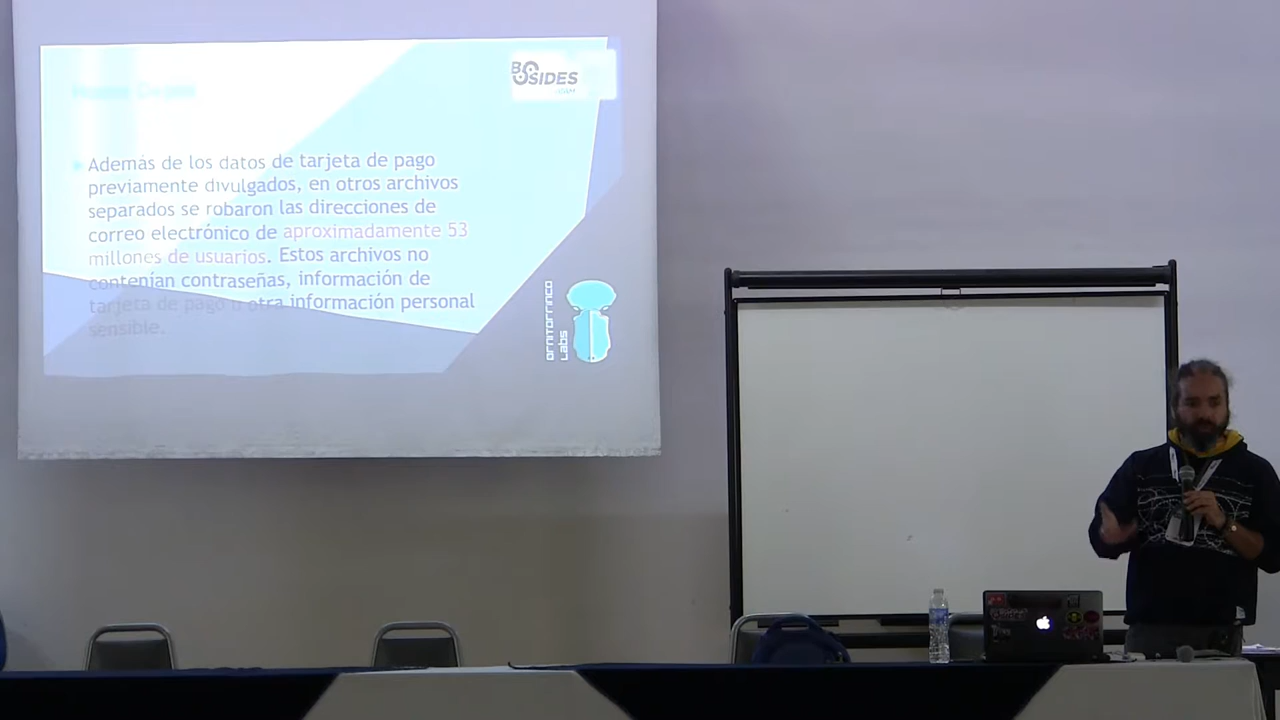 BSIDES
Además de los datos de tarjeta de pago
previamente divulgados, en otros archivos
separados se robaron las direcciones de
correo electrónico de aproximadamente 53
millones de usuarios. Estos archivos no
contenían contraseñas, información de
tarjeta de pago u otra información personal
sensible.
ORNITORRINCO
LABS